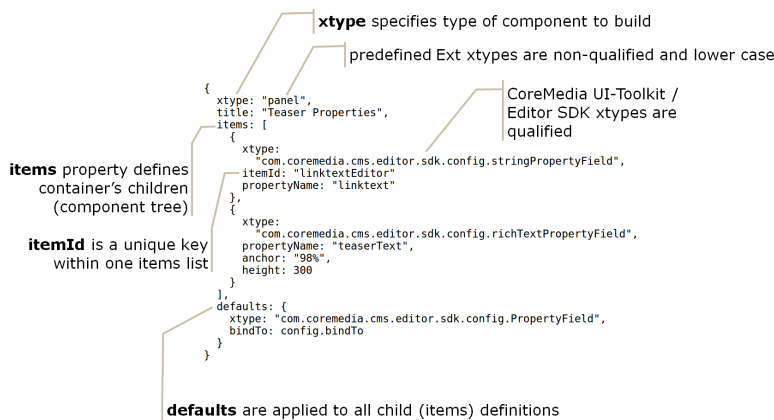 xtype specifies type of component to build
predefined Ext xtypes are non-qualified and lower case
{
xtype: "panel",
title: "Teaser Properties",
items: [
{
xtype:
"com.coremedia.cms.editor.sdk.config.stringPropertyField",
itemId: "linktextEditor"
propertyName: "linktext"
},
{
xtype:
"com.coremedia.cms.editor.sdk.config.richTextPropertyField",
propertyName: "teaserText",
anchor: "98%",
height: 300
}
],
defaults: {
xtype: "com.coremedia.cms.editor.sdk.config.PropertyField",
bindTo: config.bindTo
}
}
CoreMedia UI-Toolkit /
Editor SDK xtypes are
qualified
items property defines
container’s children
(component tree)
itemId is a unique key
within one items list
defaults are applied to all child (items) definitions